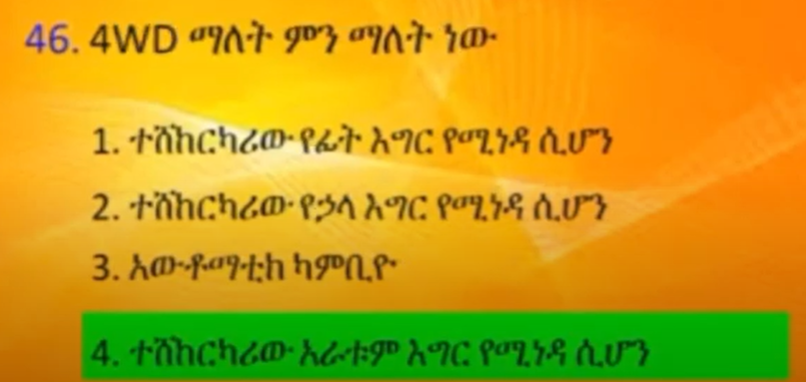 46. 4WD ማለት ምን ማለት ነው
1. ተሽከርካሪው የፊት እግር የሚነዳ ሲሆን
2. ተሽከርካሪው የኃላ እግር የሚነዳ ሲሆን
3. አውቶማቲክ ካምቢዮ
4. ተሽከርካሪው አራቱም እግር የሚነዳ ሲሆን